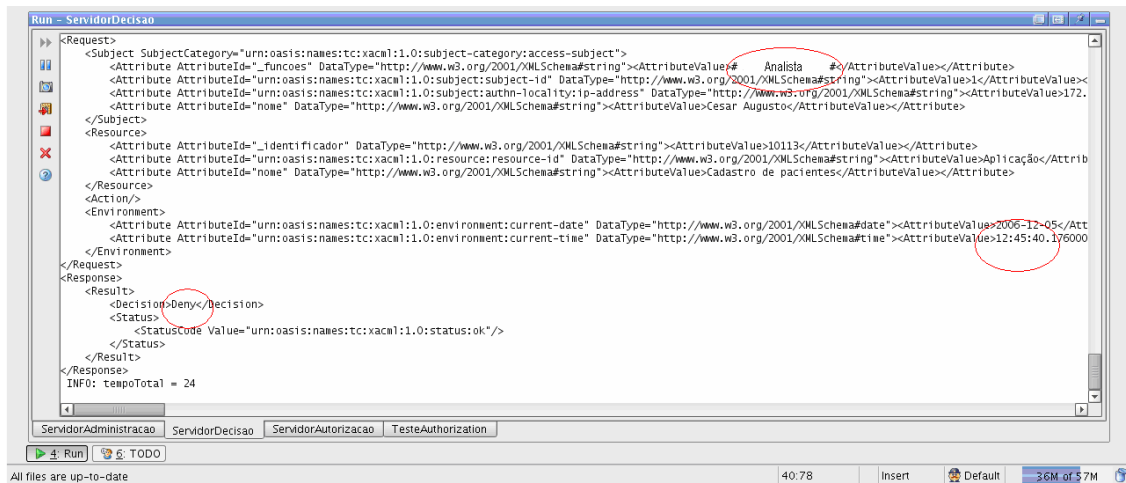 Run - ServidorDecisao
<Request>
<Subject SubjectCategory="urn:oasis:names:tc:xacml:1.0:subject-category:access-subject">
<Attribute AttributeId="_funcoes" DataType="http://www.w3.org/2001/XMLSchema#string"><AttributeValue># Analista #</AttributeValue></Attribute>
<Attribute AttributeId="urn:oasis:names:tc:xacml:1.0:subject:subject-id" DataType="http://www.w3.org/2001/XMLSchema#string"><AttributeValue>1</AttributeValue><
<Attribute AttributeId="urn:oasis:names:tc:xacml:1.0:subject:authn-locality:ip-address" DataType="http://www.w3.org/2001/XMLSchema#string"><AttributeValue>172.
<Attribute AttributeId="nome" DataType="http://www.w3.org/2001/XMLSchema#string"><AttributeValue>Cesar Augusto</AttributeValue></Attribute>
</Subject>
<Resource>
<Attribute AttributeId="_identificador" DataType="http://www.w3.org/2001/XMLSchema#string"><AttributeValue>10113</AttributeValue></Attribute>
<Attribute AttributeId="urn:oasis:names:tc:xacml:1.0:resource:resource-id" DataType="http://www.w3.org/2001/XMLSchema#string"><AttributeValue>Aplicação</Attrib
<Attribute AttributeId="nome" DataType="http://www.w3.org/2001/XMLSchema#string"><AttributeValue>Cadastro de pacientes</AttributeValue></Attribute>
</Resource>
<Action/>
<Environment>
<Attribute AttributeId="urn:oasis:names:tc:xacml:1.0:environment:current-date" DataType="http://www.w3.org/2001/XMLSchema#date"><AttributeValue>2006-12-05</Att
<Attribute AttributeId="urn:oasis:names:tc:xacml:1.0:environment:current-time" DataType="http://www.w3.org/2001/XMLSchema#time"><AttributeValue>12:45:40.176000
</Environment>
</Request>
<Response>
<Result>
<Decision>Deny</Decision>
<Status>
<StatusCode Value="urn:oasis:names:tc:xacml:1.0:status:ok"/>
</Status>
</Result>
</Response>
INFO: tempoTotal = 24
ServidorAdministracao ServidorDecisao ServidorAutorizacao TesteAuthorization
4: Run 6: TODO
All files are up-to-date 40:78 Insert Default 36M of 57M